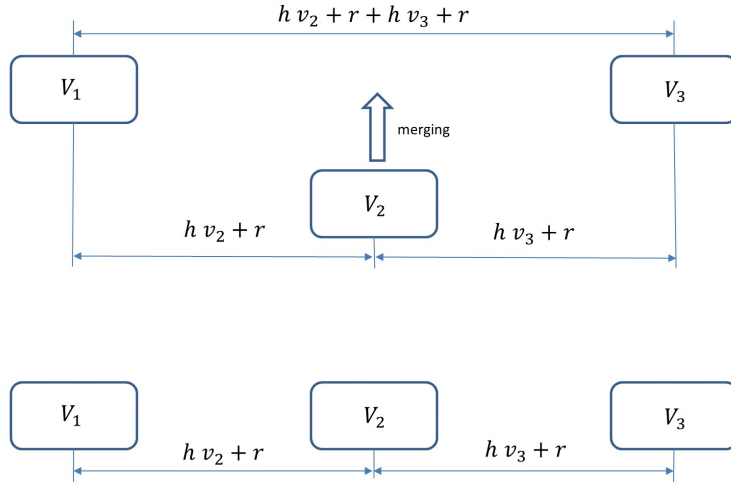 h v₂ + r + h v₃ + r
V₁
V₃
merging
V₂
h v₂ + r
h v₃ + r
V₁
V₂
V₃
h v₂ + r
h v₃ + r